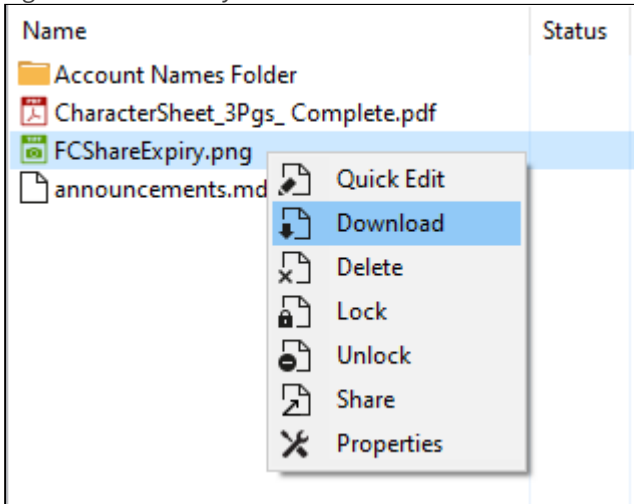 Name Status
Account Names Folder
CharacterSheet_3Pgs_ Complete.pdf
FCShareExpiry.png
announcements.md
Quick Edit
Download
Delete
Lock
Unlock
Share
Properties